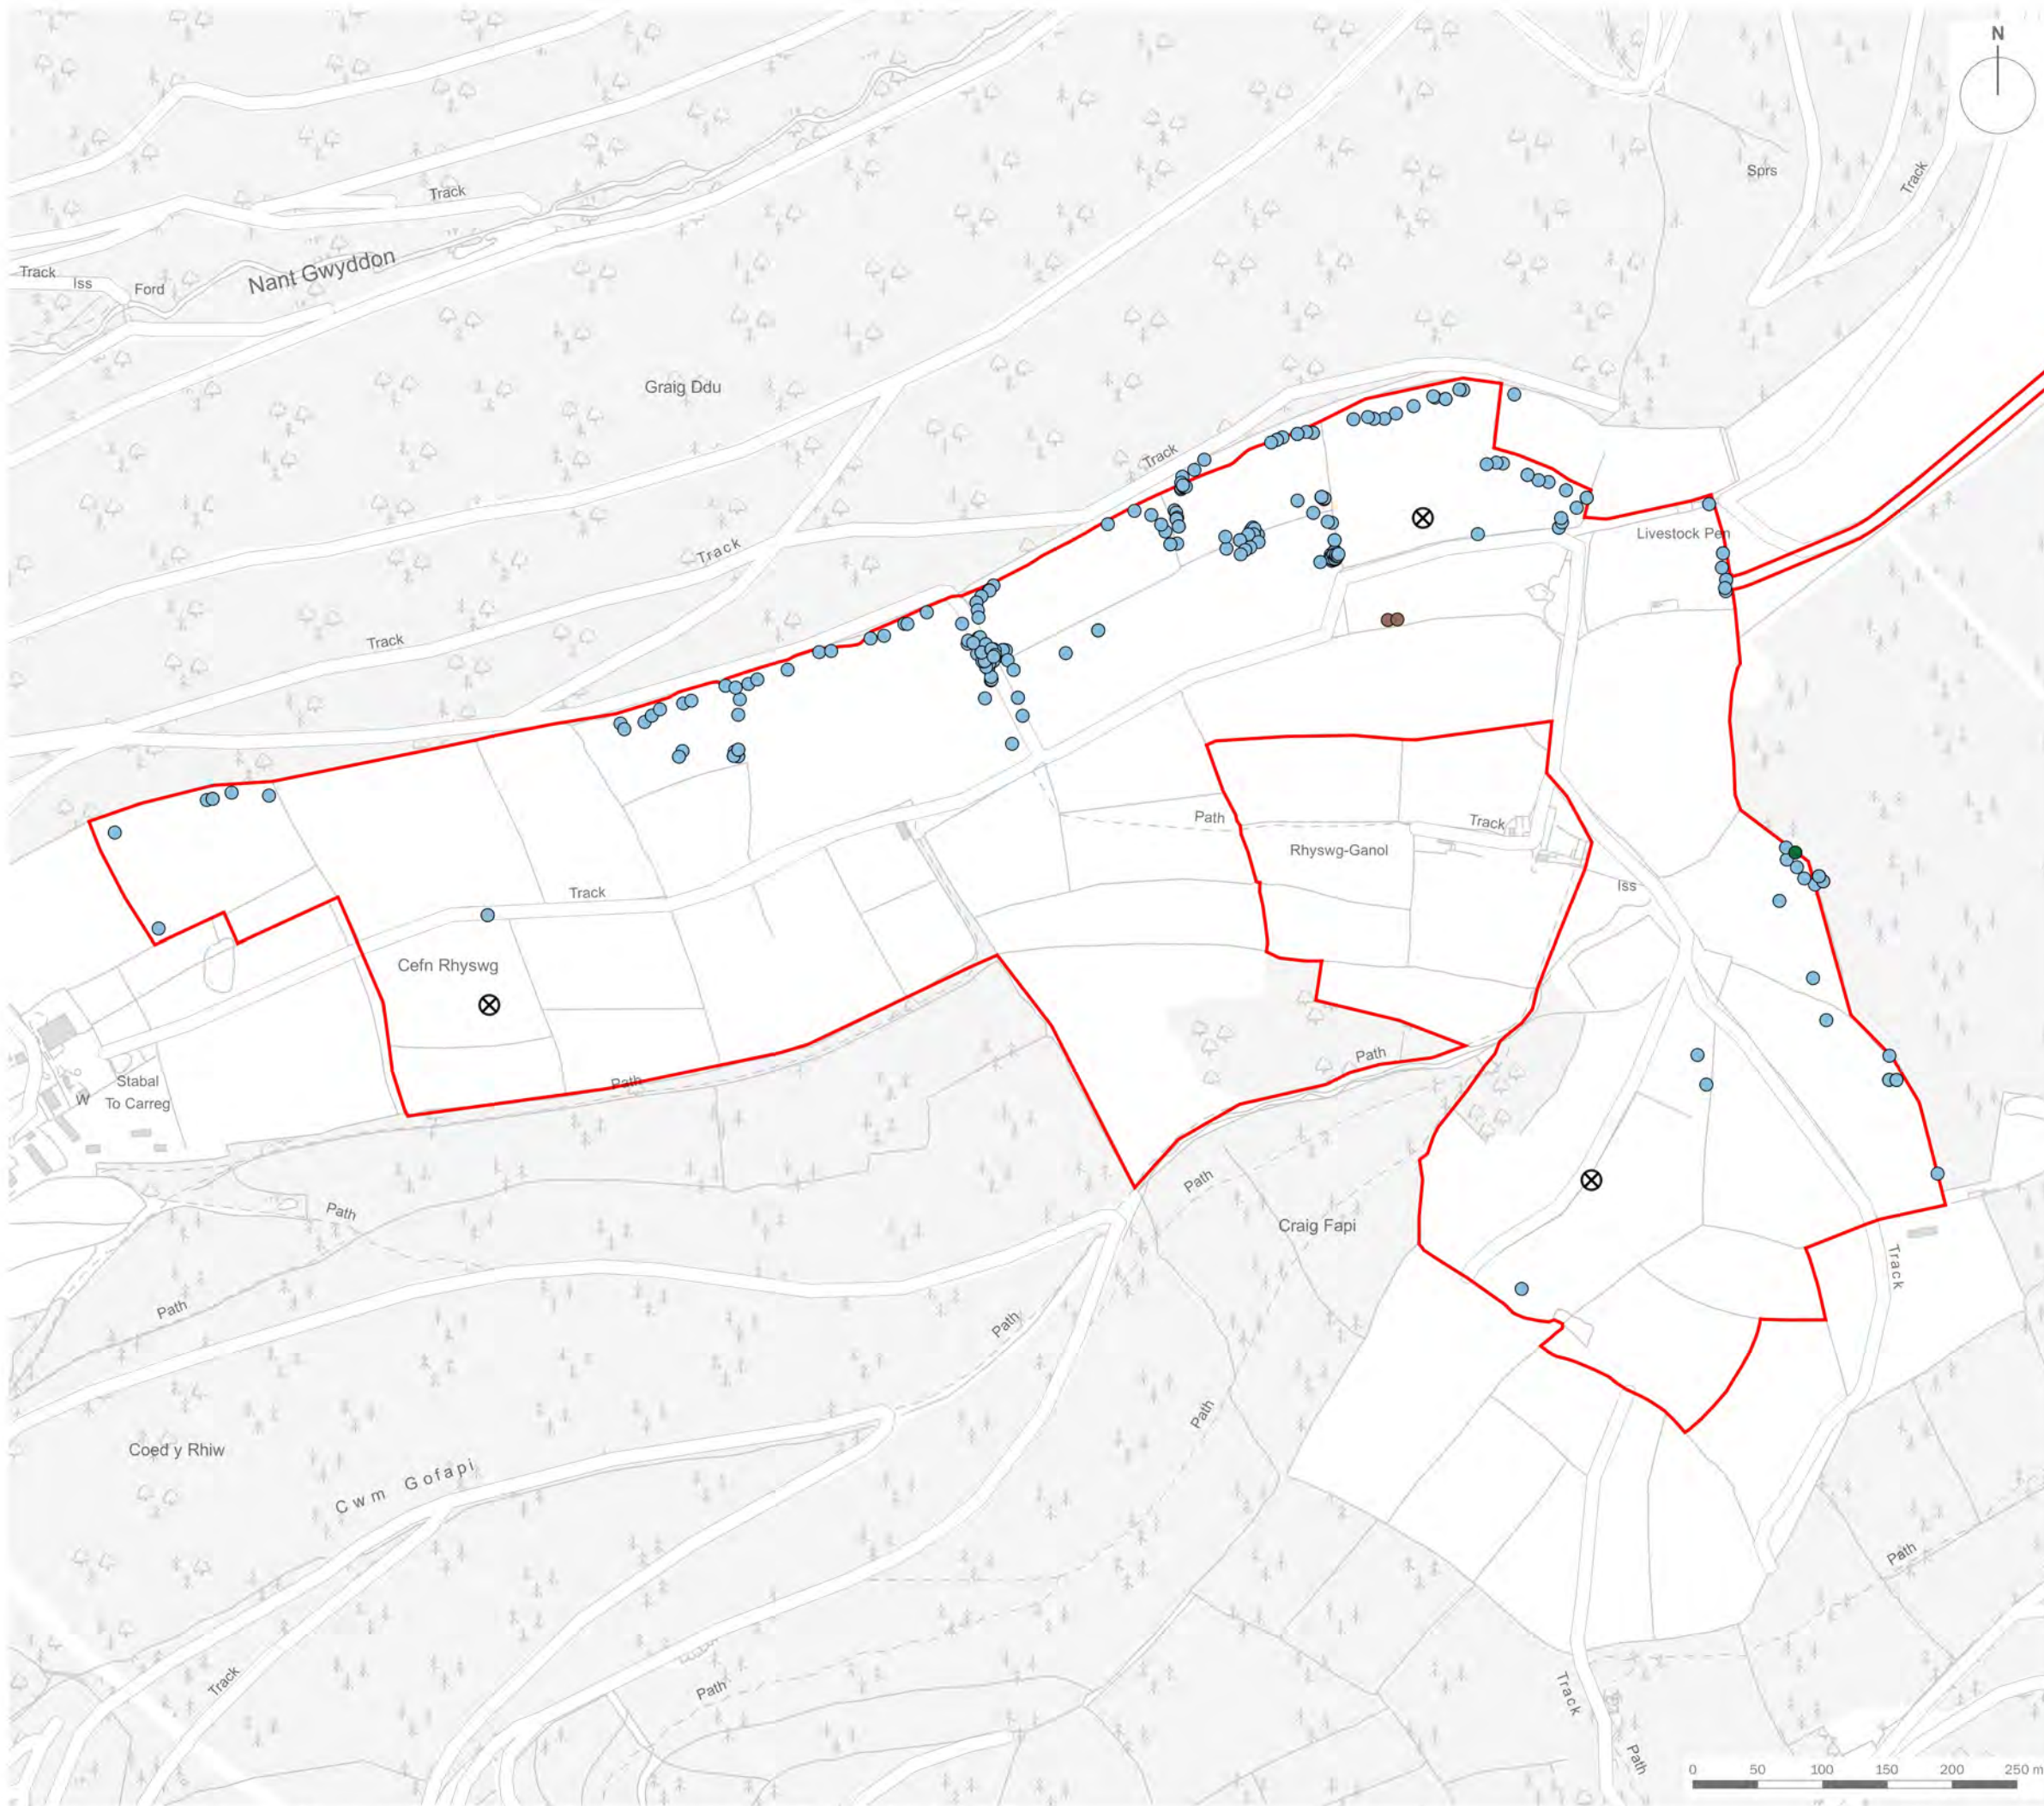 N
Sprs
Track
Track
Nant Gwyddon
Track
Iss
Ford
Graig Ddu
Track
Track
Livestock Pen
Track
Path
Track
Rhyswg-Ganol
Iss
Track
Cefn Rhyswg
Path
Path
Stabal
To Carreg
W
Path
Path
Craig Fapi
Track
Path
Path
Path
Coed y Rhiw
Cwm Gofapi
Path
Track
Path
Track
Path
0 50 100 150 200 250 m